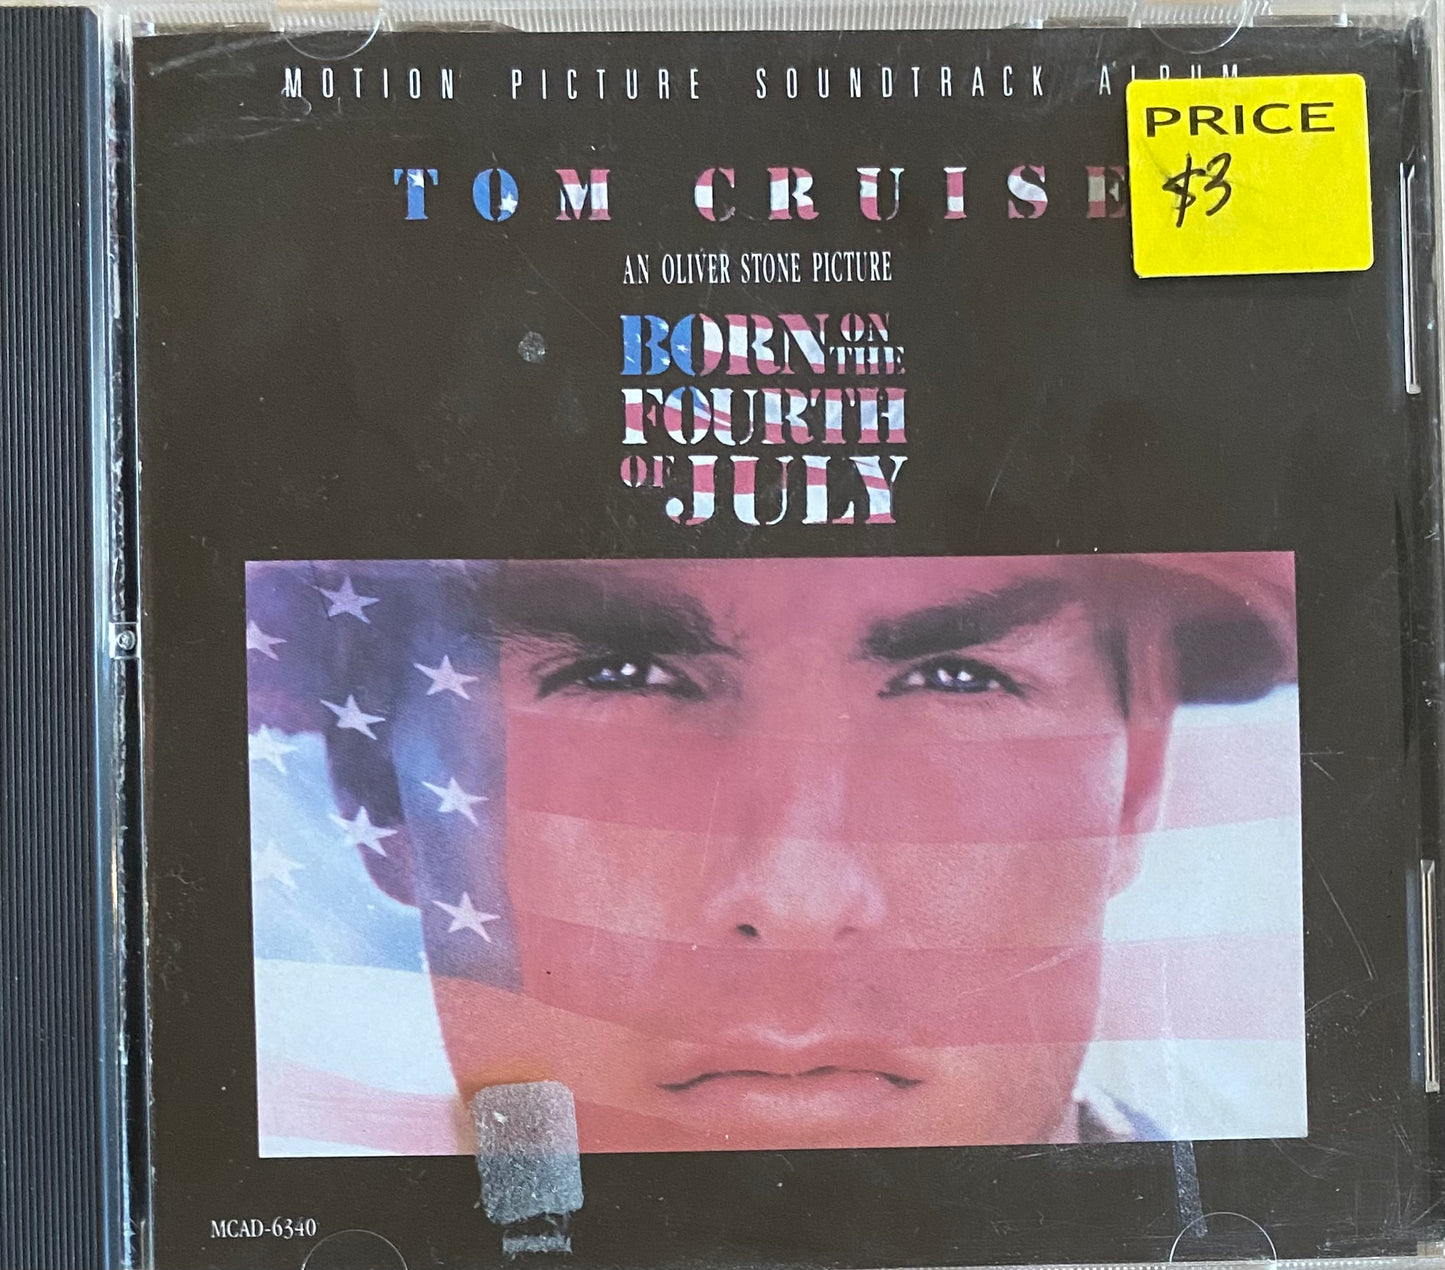 MOTION PICTURE SOUNDTRACK ALBUM
PRICE
$3
TOM CRUISE
AN OLIVER STONE PICTURE
BORN ON THE
FOURTH
OF JULY
MCAD-6340